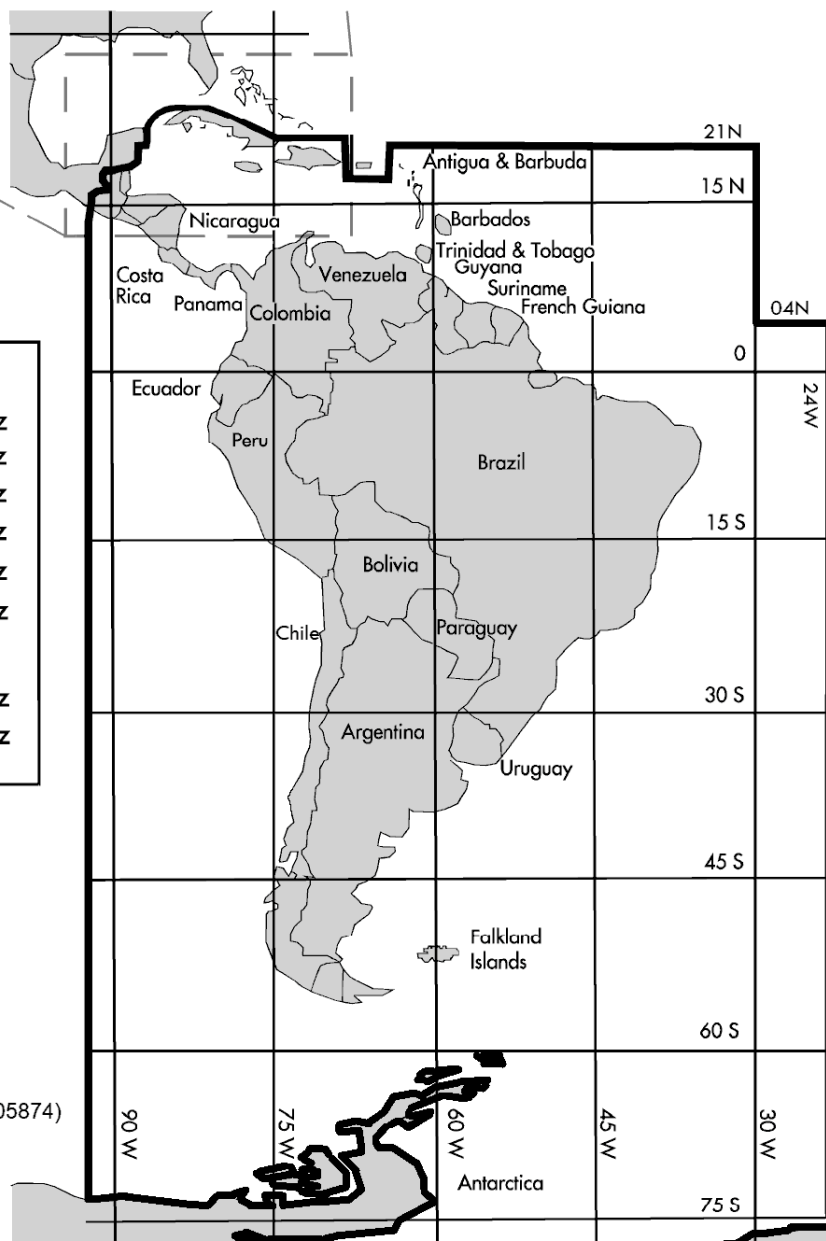 21N
Antigua & Barbuda
15 N
Nicaragua
Barbados
Trinidad & Tobago
Costa
Rica
Venezuela
Guyana
Panama
Colombia
Suriname
French Guiana
04N
0
Ecuador
24W
z
Peru
z
Brazil
z
z
15 S
z
Bolivia
z
Chile
Paraguay
z
30 S
z
Argentina
Uruguay
45 S
Falkland
Islands
60 S
05874)
90 W
75 W
60 W
45 W
30 W
Antarctica
75 S